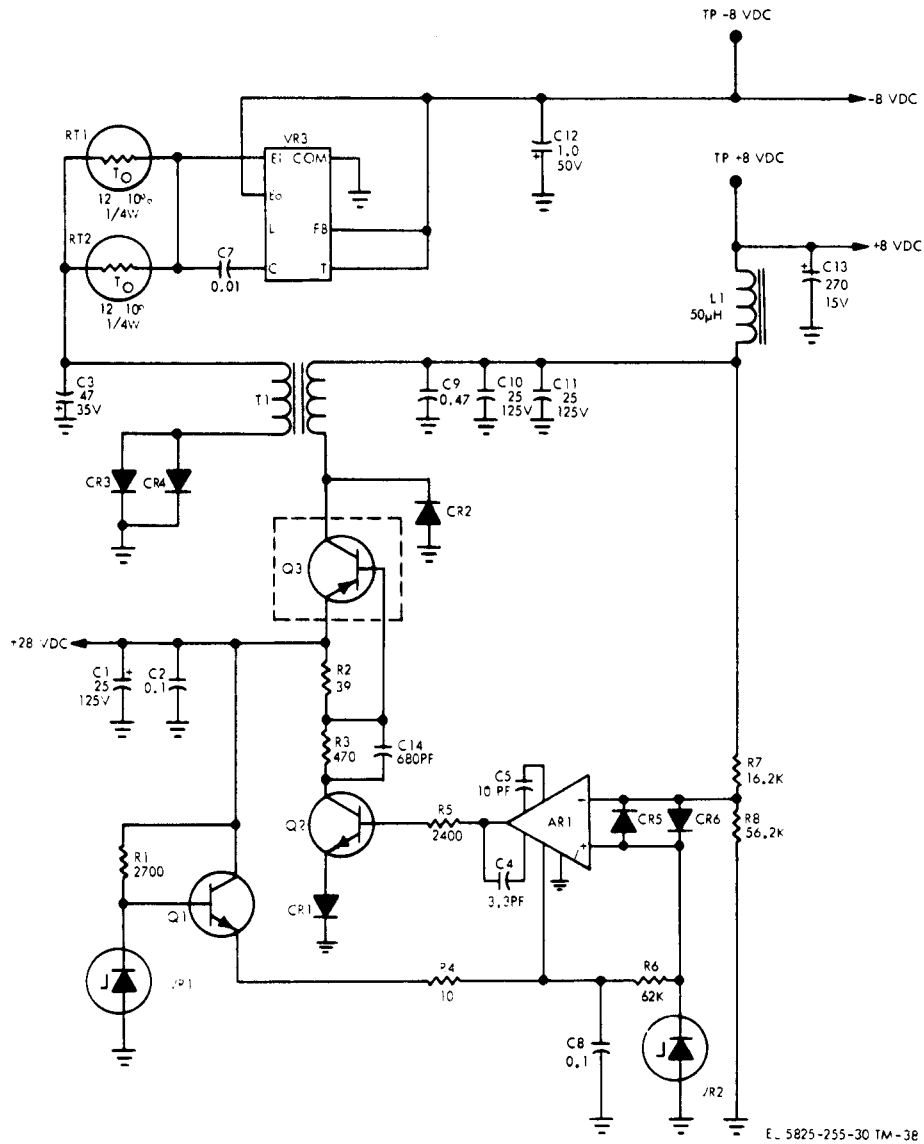 TP -8 VDC
-8 VDC
RT1
T
12 10%
1/4W
VR3
Ei COM
Eo
L FB
C T
C12
1.0
50V
TP +8 VDC
+8 VDC
RT2
T
12 10%
1/4W
C7
0.01
L1
50µH
C13
270
15V
C3
47
35V
T1
C9
0.47
C10
25
125V
C11
25
125V
CR3
CR4
CR2
Q3
+28 VDC
C1
25
125V
C2
0.1
R2
39
R3
470
C14
680PF
C5
10 PF
R7
16.2K
R5
2400
AR1
CR5
CR6
R8
56.2K
Q2
C4
3.3PF
R1
2700
CR1
Q1
VR1
R4
10
R6
62K
C8
0.1
VR2
EL 5825-255-30 TM-38